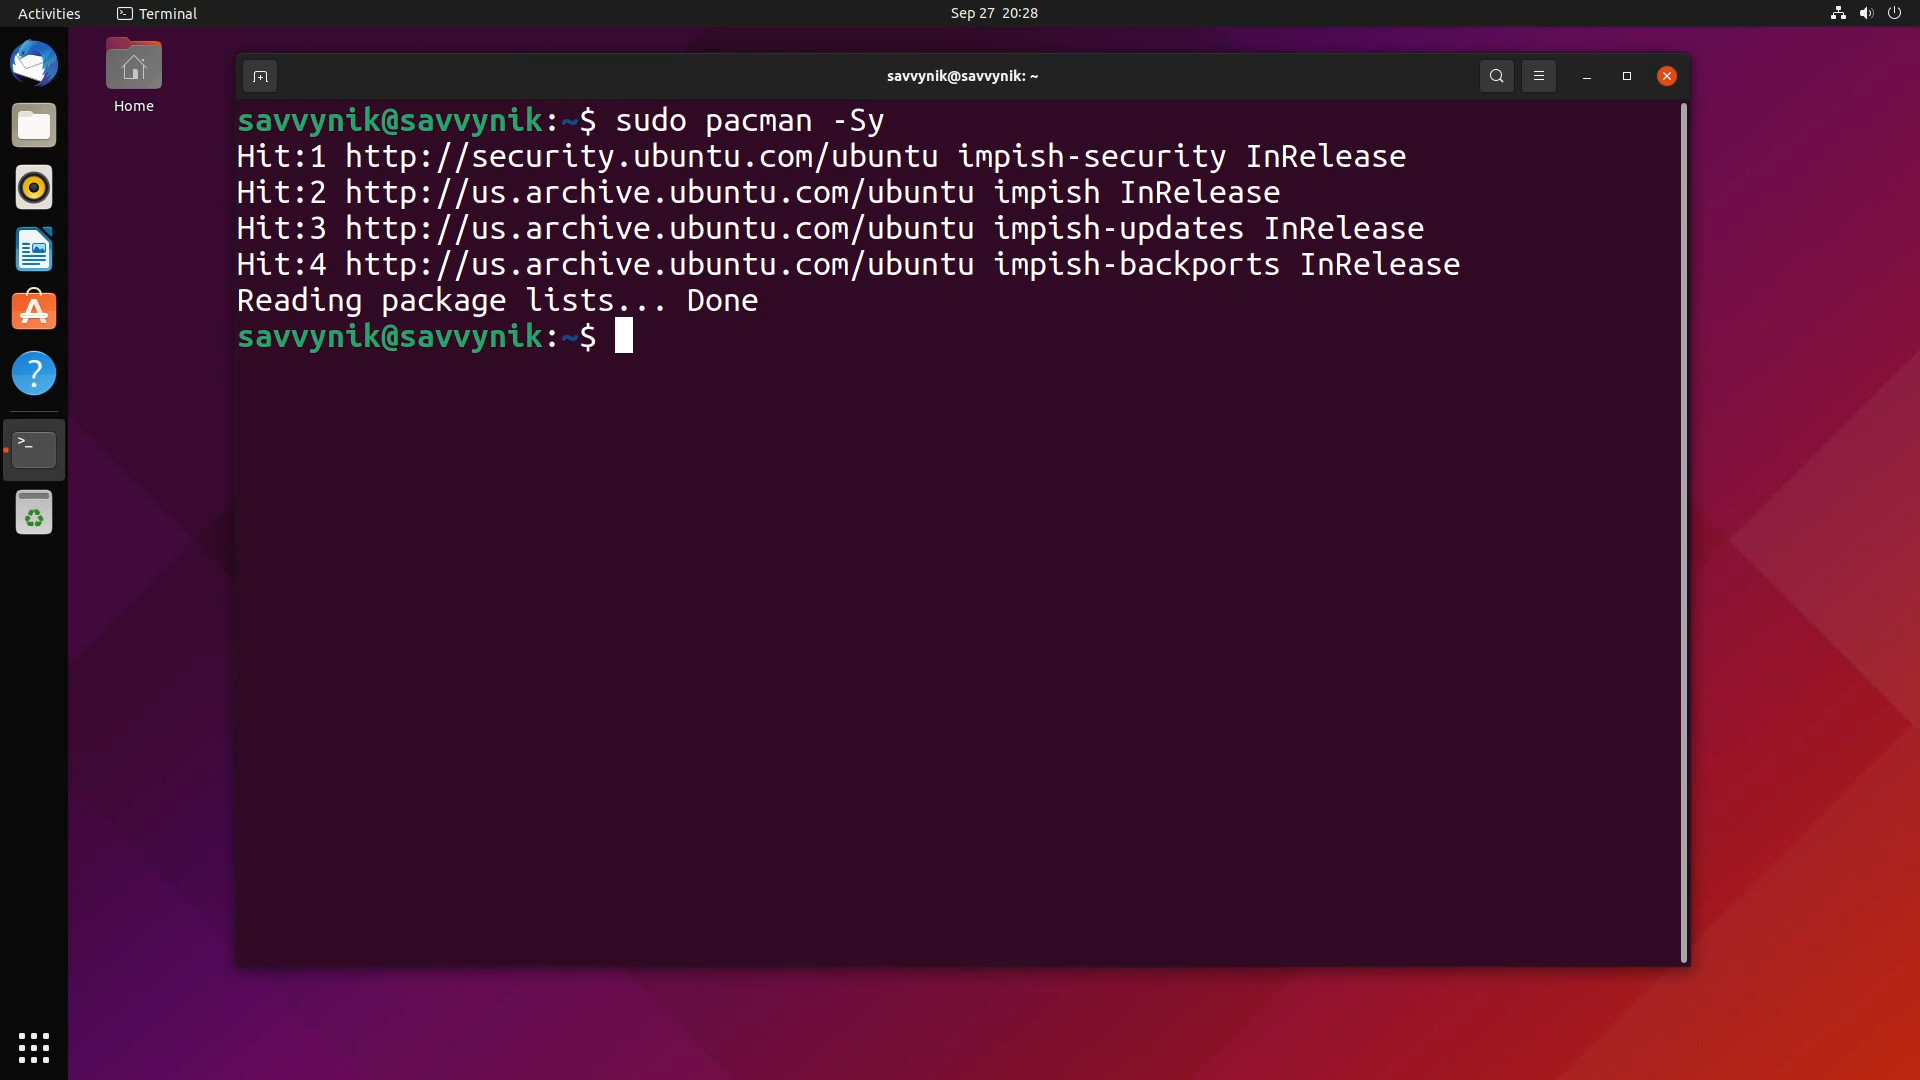 Activities
Terminal
Sep 27 20:28
Home
savvynik@savvynik: ~
savvynik@savvynik:~$ sudo pacman -Sy
Hit:1 http://security.ubuntu.com/ubuntu impish-security InRelease
Hit:2 http://us.archive.ubuntu.com/ubuntu impish InRelease
Hit:3 http://us.archive.ubuntu.com/ubuntu impish-updates InRelease
Hit:4 http://us.archive.ubuntu.com/ubuntu impish-backports InRelease
Reading package lists... Done
savvynik@savvynik:~$